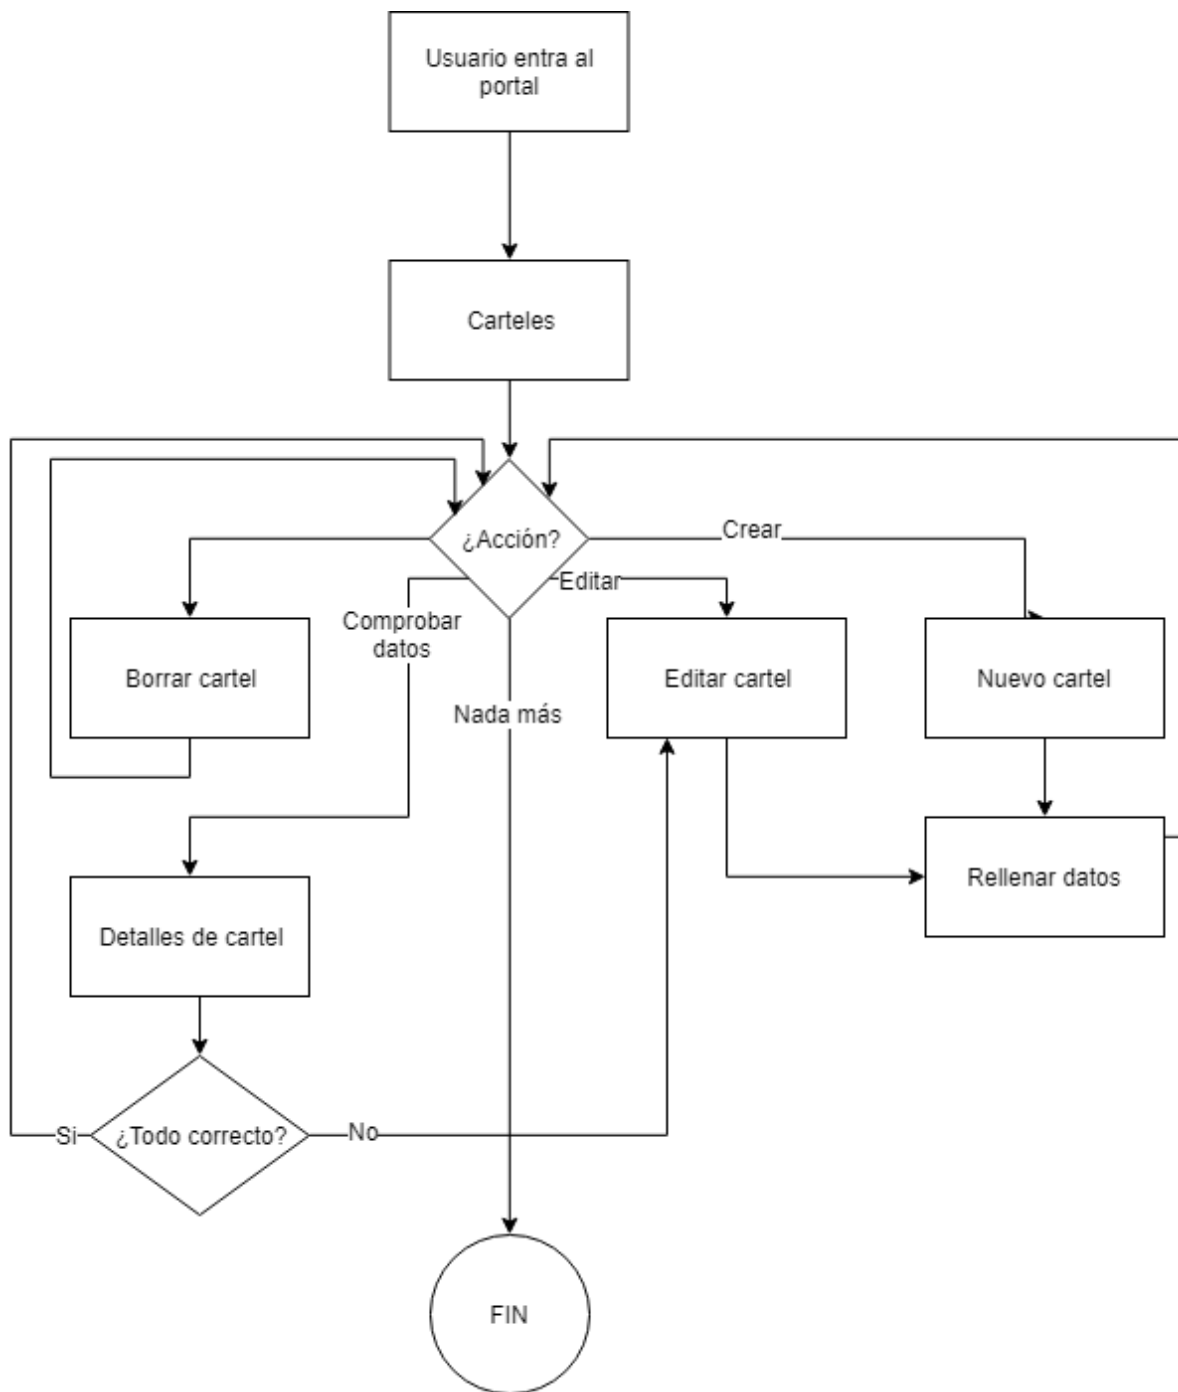 Usuario entra al
portal
Carteles
¿Acción?
Crear
Editar
Comprobar
datos
Borrar cartel
Editar cartel
Nuevo cartel
Nada más
Rellenar datos
Detalles de cartel
Si
¿Todo correcto?
No
FIN